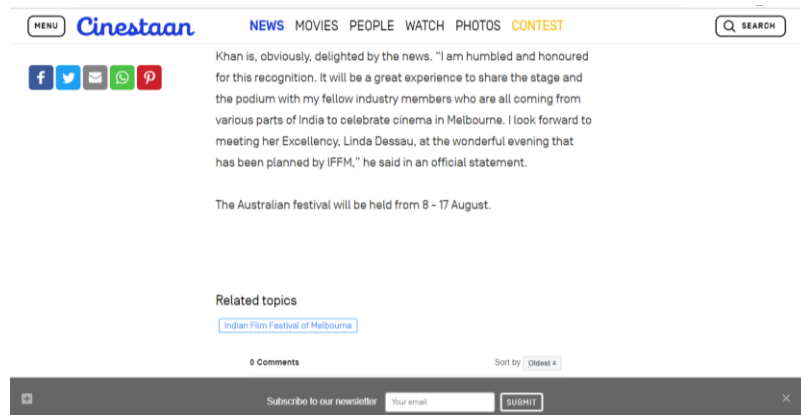 MENU Cinestaan NEWS MOVIES PEOPLE WATCH PHOTOS CONTEST SEARCH
Khan is, obviously, delighted by the news. "I am humbled and honoured
for this recognition. It will be a great experience to share the stage and
the podium with my fellow industry members who are all coming from
various parts of India to celebrate cinema in Melbourne. I look forward to
meeting her Excellency, Linda Dessau, at the wonderful evening that
has been planned by IFFM," he said in an official statement.
The Australian festival will be held from 8 - 17 August.
Related topics
Indian Film Festival of Melbourne
0 Comments Sort by Oldest
Subscribe to our newsletter Your email SUBMIT